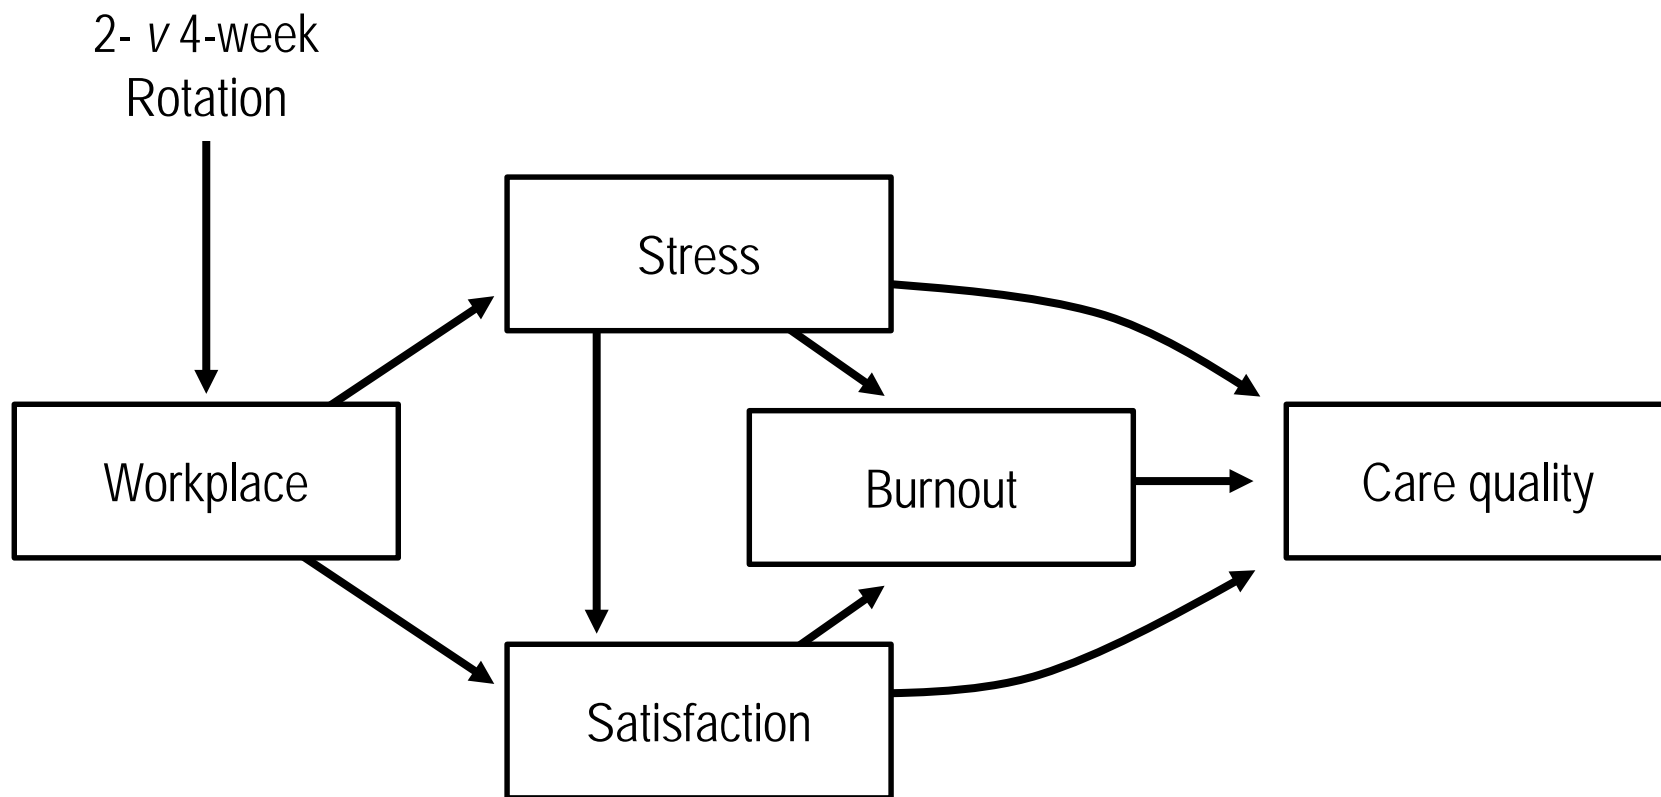 2- v 4-week
Rotation
Stress
Workplace
Burnout
Care quality
Satisfaction